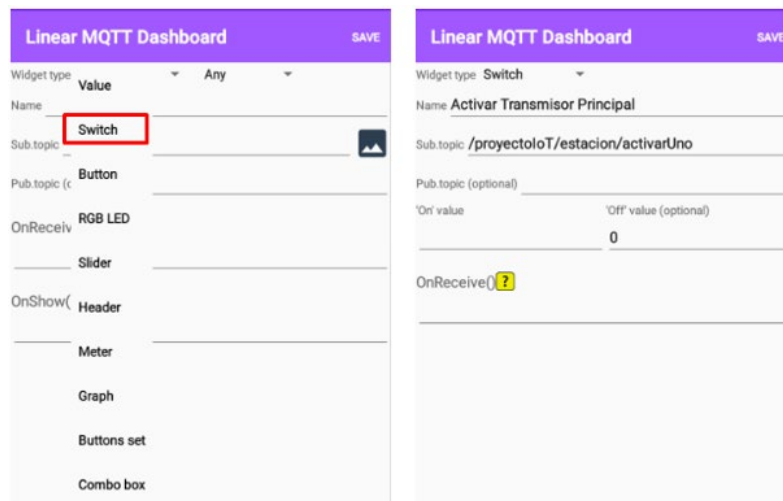 Linear MQTT Dashboard SAVE
Widget type Any
Value
Name
Switch
Sub.topic
Button
Pub.topic (
RGB LED
OnReceiv
Slider
OnShow(
Header
Meter
Graph
Buttons set
Combo box
Linear MQTT Dashboard SAVE
Widget type Switch
Name Activar Transmisor Principal
Sub.topic /proyectoIoT/estacion/activarUno
Pub.topic (optional)
'On' value 'Off' value (optional)
0
OnReceive() ?